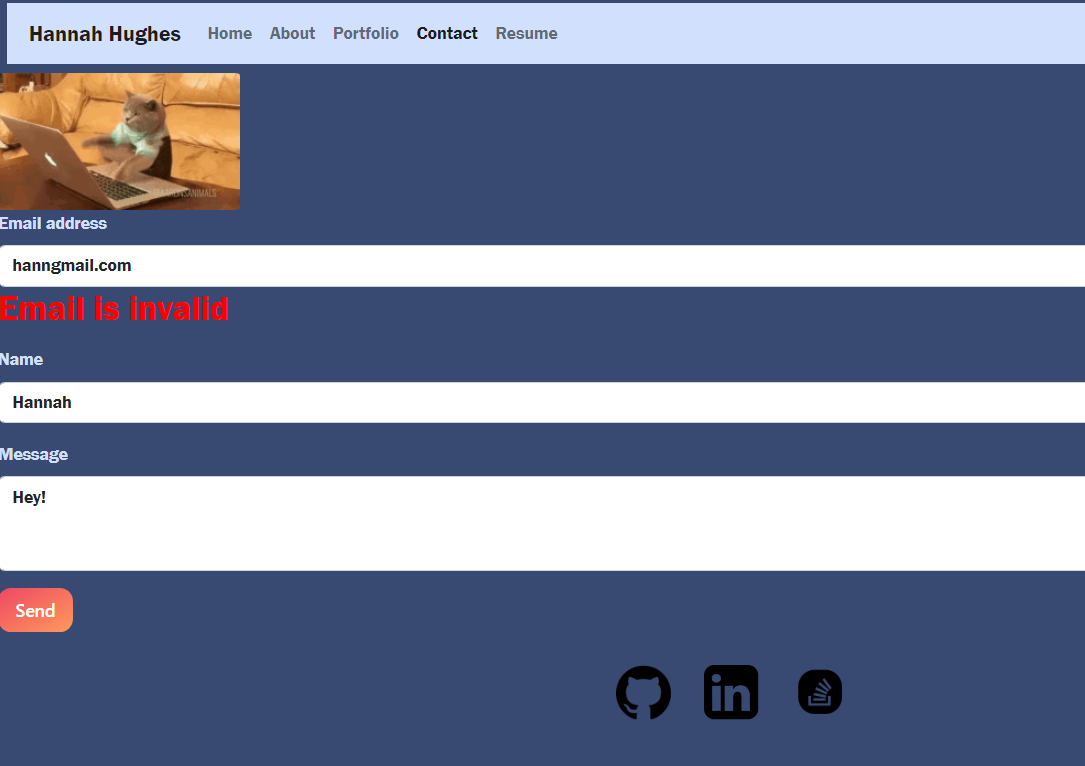 Hannah Hughes Home About Portfolio Contact Resume
Email address
hanngmail.com
Email Is Invalid
Name
Hannah
Message
Hey!
Send
in